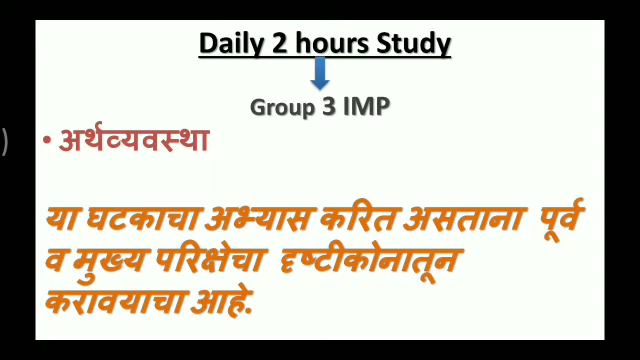 Daily 2 hours Study
Group 3 IMP
• अर्थव्यवस्था
या घटकाचा अभ्यास करित असताना पूर्व
व मुख्य परिक्षेचा दृष्टीकोनातून
करावयाचा आहे.